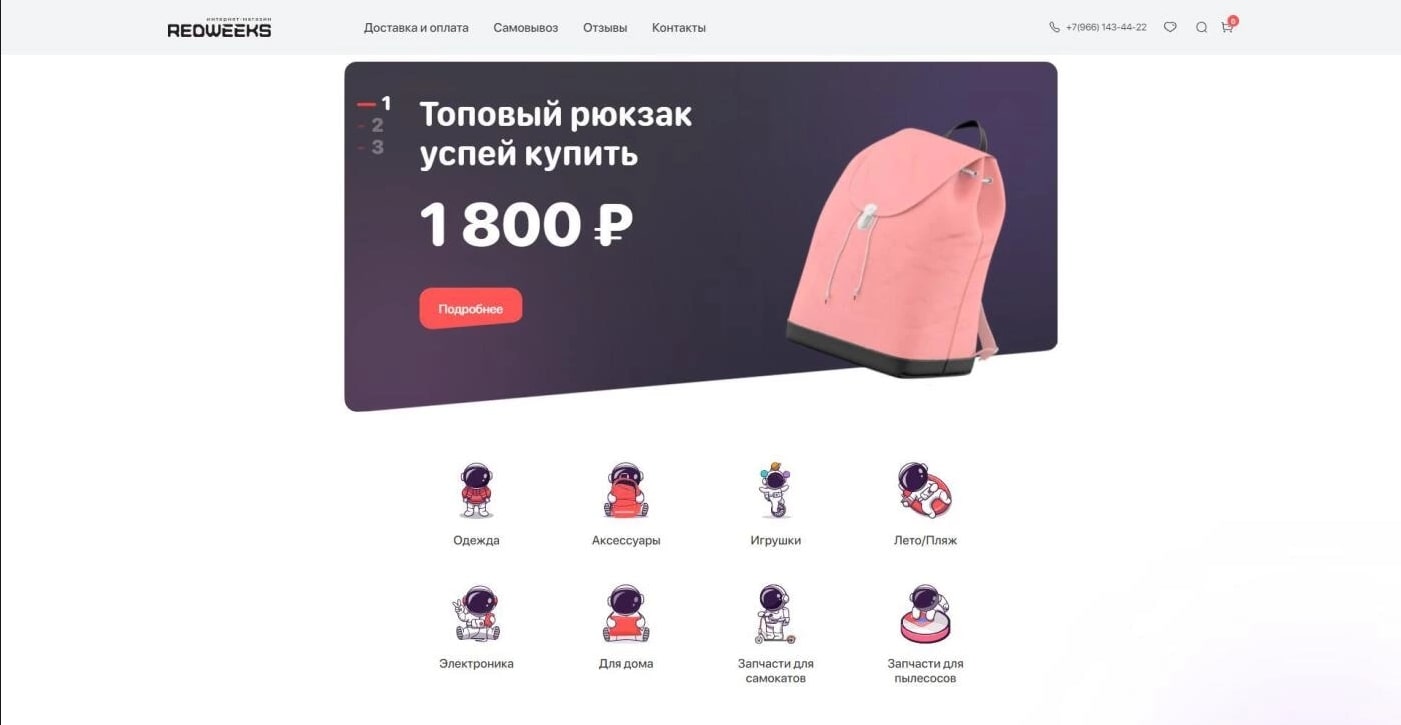 интернет-магазин
REDWEEKS
Доставка и оплата
Самовывоз
Отзывы
Контакты
+7(966) 143-44-22
0
1
2
3
Топовый рюкзак
успей купить
1 800 ₽
Подробнее
Одежда
Аксессуары
Игрушки
Лето/Пляж
Электроника
Для дома
Запчасти для
самокатов
Запчасти для
пылесосов